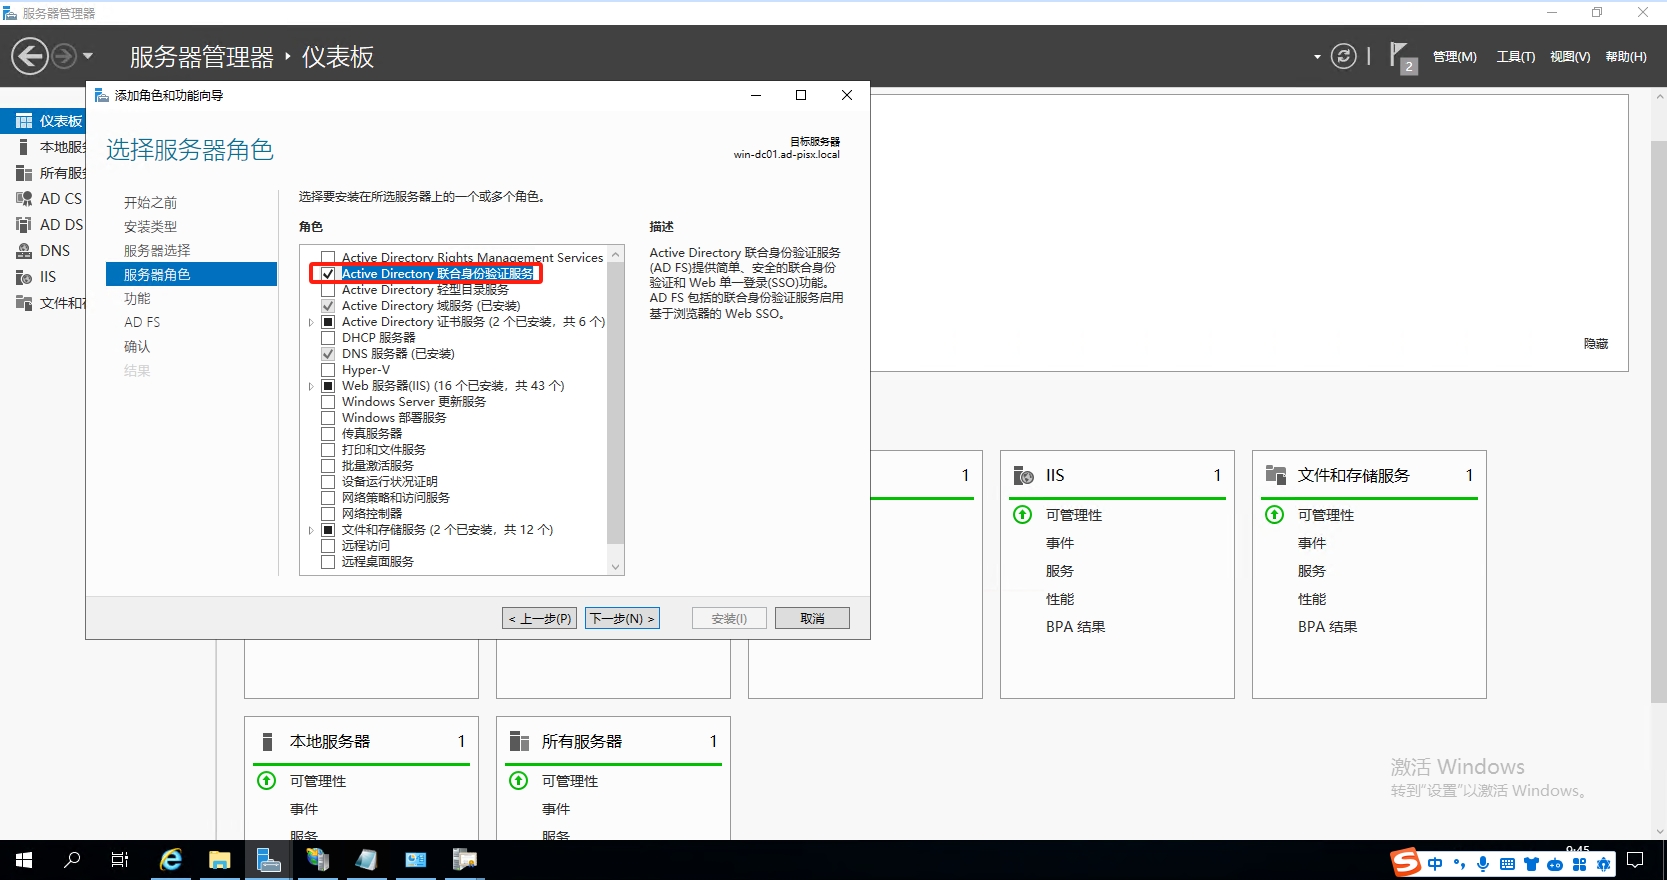 服务器管理器
服务器管理器 · 仪表板
2
管理(M)
工具(T)
视图(V)
帮助(H)
仪表板
本地服务
所有服务
AD CS
AD DS
DNS
IIS
文件和存
添加角色和功能向导
选择服务器角色
目标服务器
win-dc01.ad-pisx.local
开始之前
安装类型
服务器选择
服务器角色
功能
AD FS
确认
结果
选择要安装在所选服务器上的一个或多个角色。
角色
Active Directory Rights Management Services
Active Directory 联合身份验证服务
Active Directory 轻型目录服务
Active Directory 域服务 (已安装)
Active Directory 证书服务 (2 个已安装，共 6 个)
DHCP 服务器
DNS 服务器 (已安装)
Hyper-V
Web 服务器(IIS) (16 个已安装，共 43 个)
Windows Server 更新服务
Windows 部署服务
传真服务器
打印和文件服务
批量激活服务
设备运行状况证明
网络策略和访问服务
网络控制器
文件和存储服务 (2 个已安装，共 12 个)
远程访问
远程桌面服务
描述
Active Directory 联合身份验证服务
(AD FS)提供简单、安全的联合身份
验证和 Web 单一登录(SSO)功能。
AD FS 包括的联合身份验证服务启用
基于浏览器的 Web SSO。
< 上一步(P)
下一步(N) >
安装(I)
取消
隐藏
1
IIS 1
可管理性
事件
服务
性能
BPA 结果
文件和存储服务 1
可管理性
事件
服务
性能
BPA 结果
本地服务器 1
可管理性
事件
服务
所有服务器 1
可管理性
事件
服务
激活 Windows
转到"设置"以激活 Windows。
9:45
中